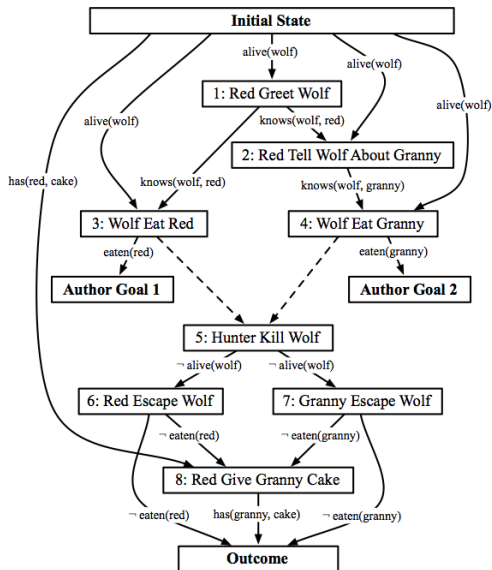 Initial State
alive(wolf)
alive(wolf)
1: Red Greet Wolf
alive(wolf)
alive(wolf)
knows(wolf, red)
2: Red Tell Wolf About Granny
has(red, cake)
knows(wolf, red)
knows(wolf, granny)
3: Wolf Eat Red
4: Wolf Eat Granny
eaten(red)
eaten(granny)
Author Goal 1
Author Goal 2
5: Hunter Kill Wolf
¬ alive(wolf)
¬ alive(wolf)
6: Red Escape Wolf
7: Granny Escape Wolf
¬ eaten(red)
¬ eaten(granny)
8: Red Give Granny Cake
has(granny, cake)
¬ eaten(red)
¬ eaten(granny)
Outcome